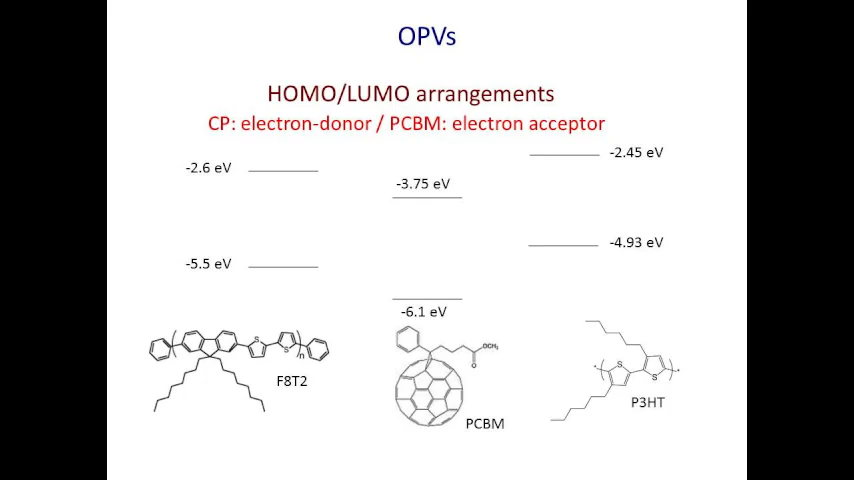 OPVs
HOMO/LUMO arrangements
CP: electron-donor / PCBM: electron acceptor
-2.6 eV
-3.75 eV
-2.45 eV
-5.5 eV
-6.1 eV
-4.93 eV
S
S
n
F8T2
OCH₃
O
PCBM
S
S
P3HT